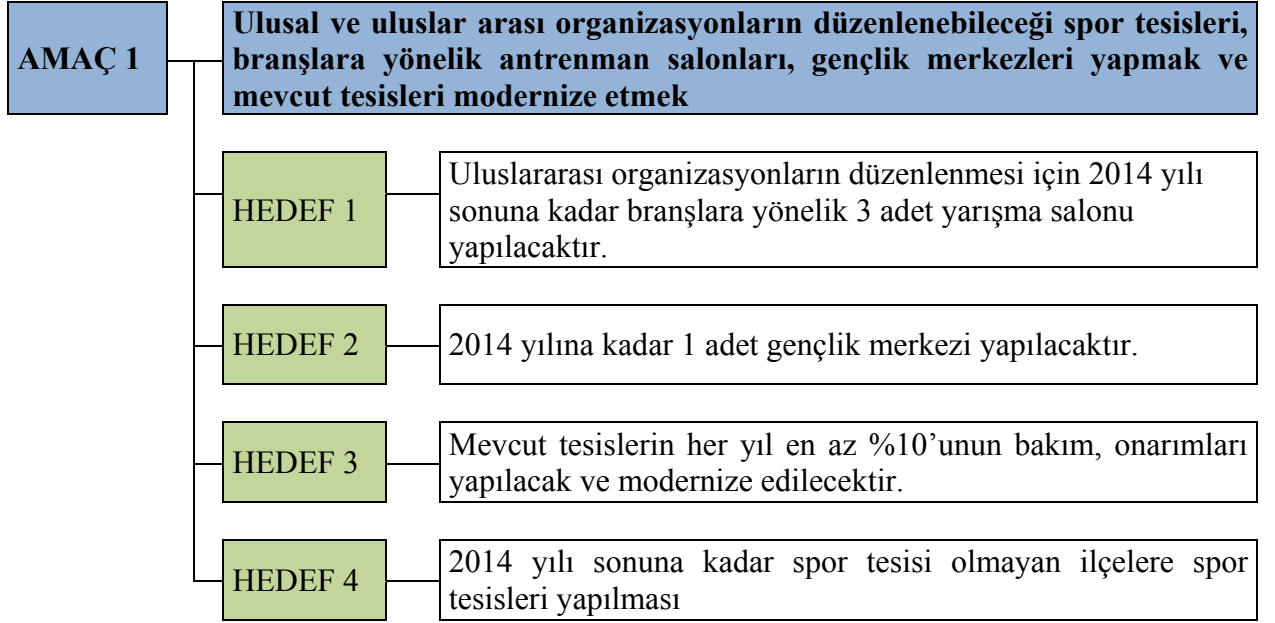 AMAÇ 1
Ulusal ve uluslar arası organizasyonların düzenlenebileceği spor tesisleri,
branşlara yönelik antrenman salonları, gençlik merkezleri yapmak ve
mevcut tesisleri modernize etmek
HEDEF 1
Uluslararası organizasyonların düzenlenmesi için 2014 yılı
sonuna kadar branşlara yönelik 3 adet yarışma salonu
yapılacaktır.
HEDEF 2
2014 yılına kadar 1 adet gençlik merkezi yapılacaktır.
HEDEF 3
Mevcut tesislerin her yıl en az %10’unun bakım, onarımları
yapılacak ve modernize edilecektir.
HEDEF 4
2014 yılı sonuna kadar spor tesisi olmayan ilçelere spor
tesisleri yapılması